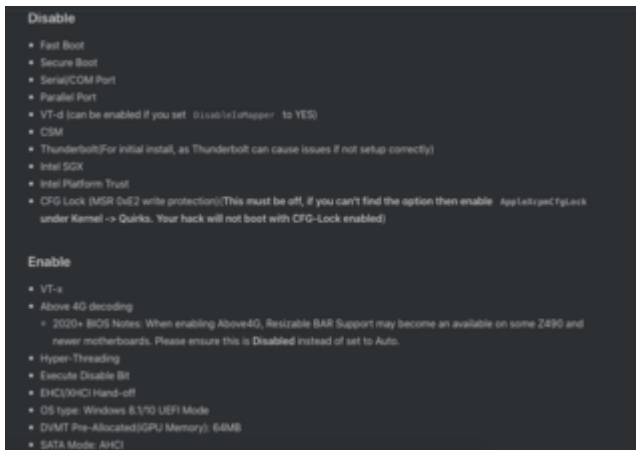 Disable
• Fast Boot
• Secure Boot
• Serial/COM Port
• Parallel Port
• VT-d (can be enabled if you set DisableIoMapper to YES)
• CSM
• Thunderbolt(For initial install, as Thunderbolt can cause issues if not setup correctly)
• Intel SGX
• Intel Platform Trust
• CFG Lock (MSR 0xE2 write protection)(This must be off, if you can't find the option then enable AppleXcpmCfgLock
under Kernel -> Quirks. Your hack will not boot with CFG-Lock enabled)
Enable
• VT-x
• Above 4G decoding
◦ 2020+ BIOS Notes: When enabling Above4G, Resizable BAR Support may become an available on some Z490 and
newer motherboards. Please ensure this is Disabled instead of set to Auto.
• Hyper-Threading
• Execute Disable Bit
• EHCI/XHCI Hand-off
• OS type: Windows 8.1/10 UEFI Mode
• DVMT Pre-Allocated(iGPU Memory): 64MB
• SATA Mode: AHCI